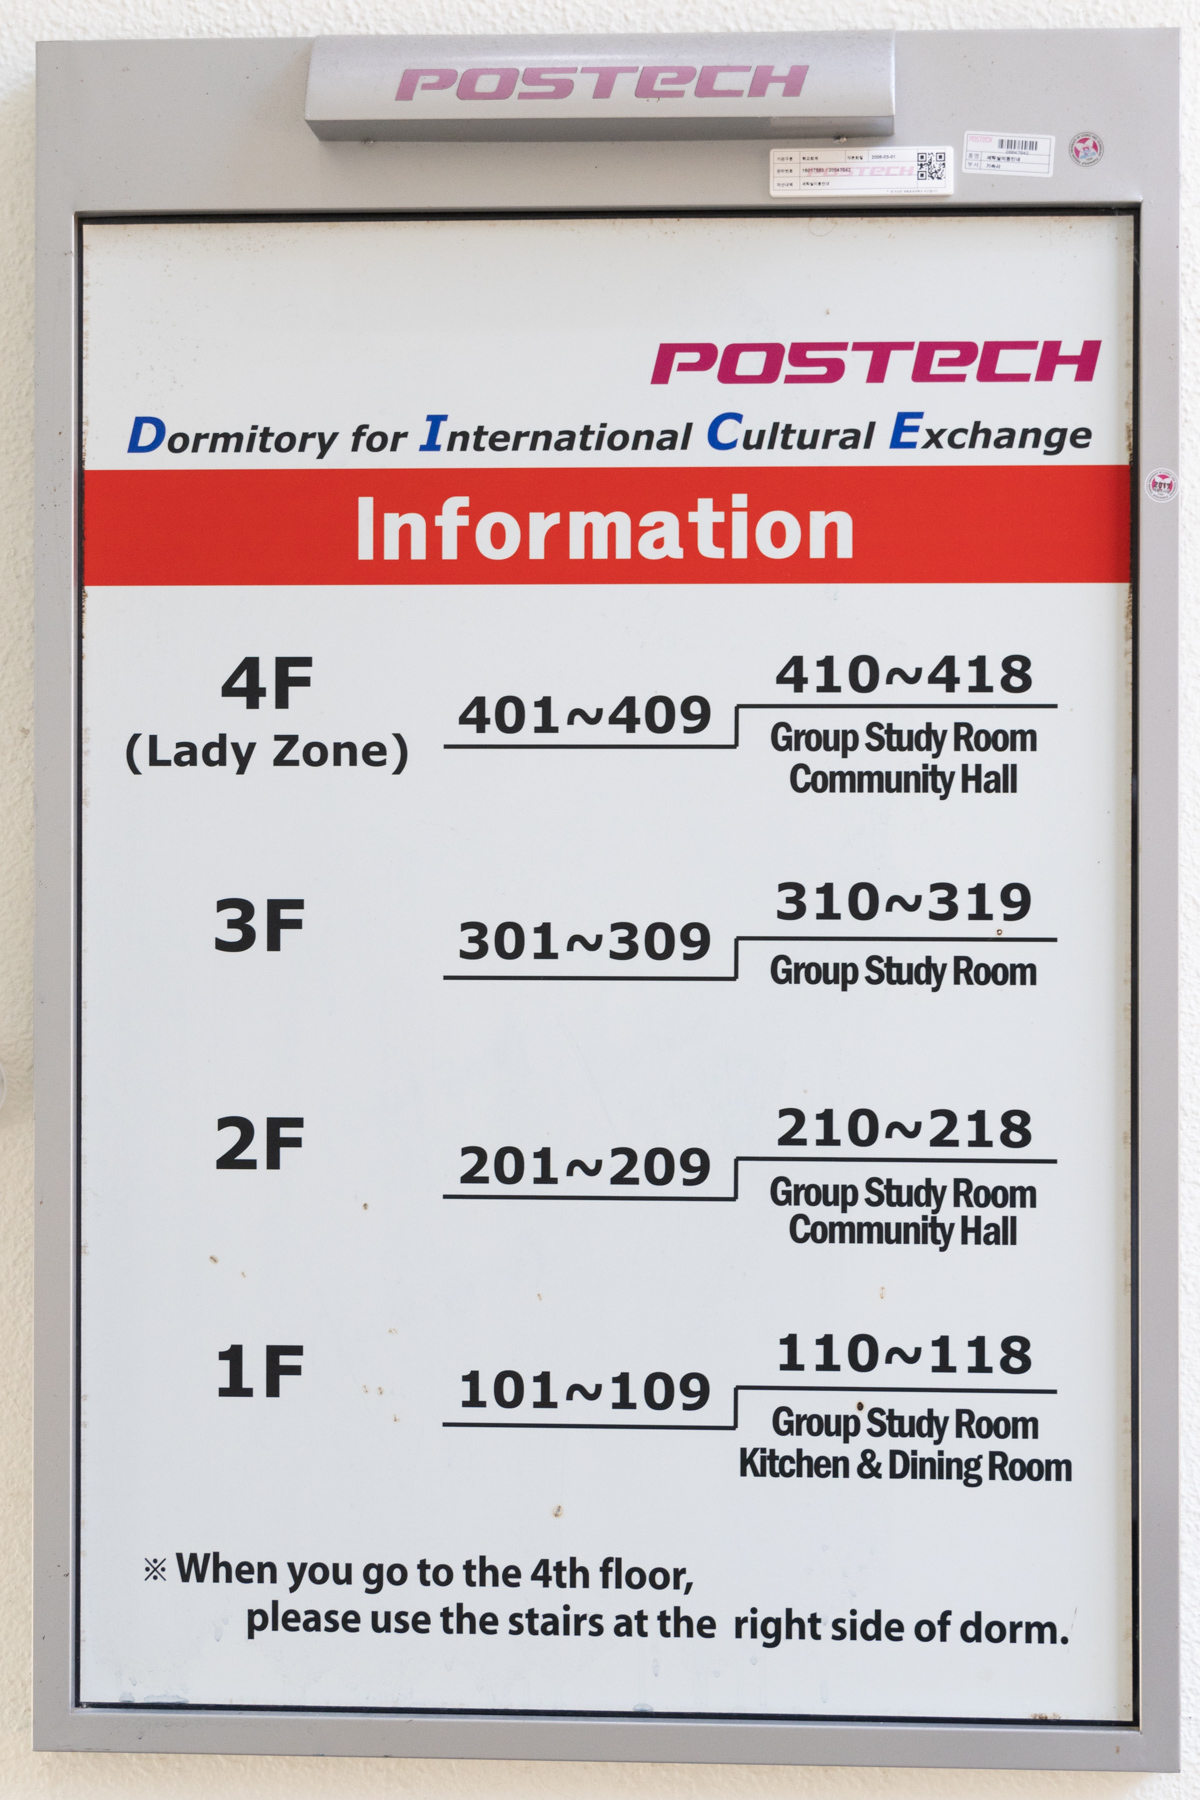 POSTECH
POSTECH
POSTECH
Dormitory for International Cultural Exchange
Information
4F
(Lady Zone)
401~409
410~418
Group Study Room
Community Hall
3F
301~309
310~319
Group Study Room
2F
201~209
210~218
Group Study Room
Community Hall
1F
101~109
110~118
Group Study Room
Kitchen & Dining Room
※ When you go to the 4th floor,
please use the stairs at the right side of dorm.